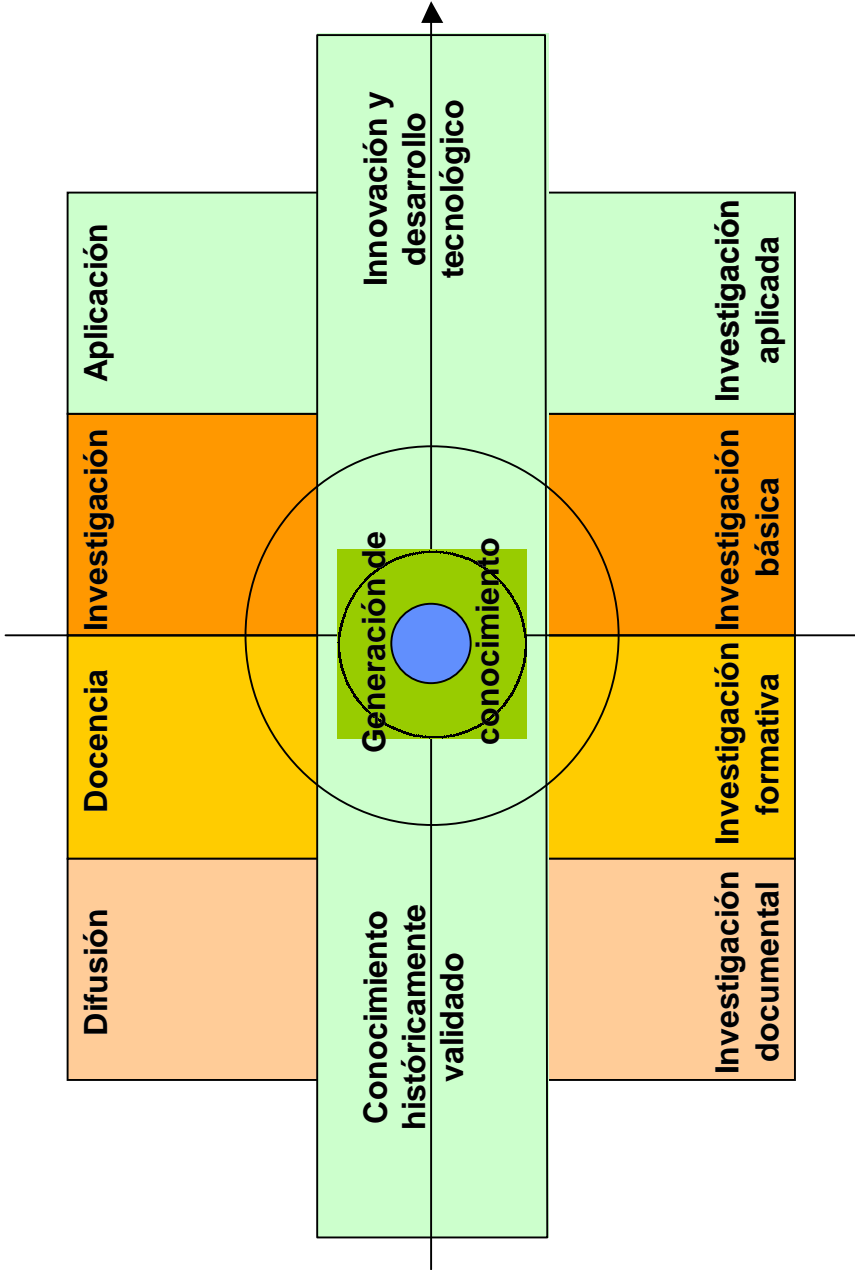 Difusión
Docencia
Investigación
Aplicación
Conocimiento
históricamente
validado
Generación de
conocimiento
Innovación y
desarrollo
tecnológico
Investigación
documental
Investigación
formativa
Investigación
básica
Investigación
aplicada